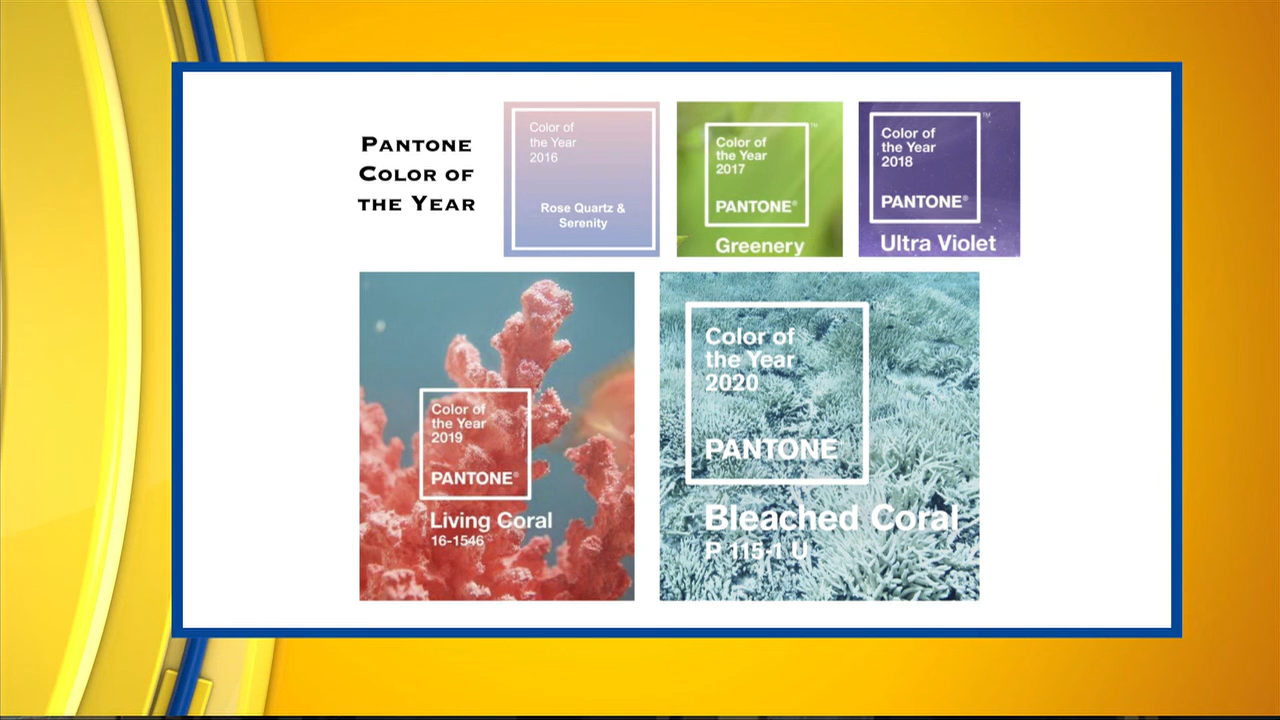 PANTONE
COLOR OF
THE YEAR
Color of
the Year
2016
Rose Quartz &
Serenity
Color of
the Year
2017
PANTONE®
Greenery
TM
Color of
the Year
2018
PANTONE®
Ultra Violet
TM
Color of
the Year
2019
PANTONE®
Living Coral
16-1546
Color of
the Year
2020
PANTONE
Bleached Coral
P 115-1 U